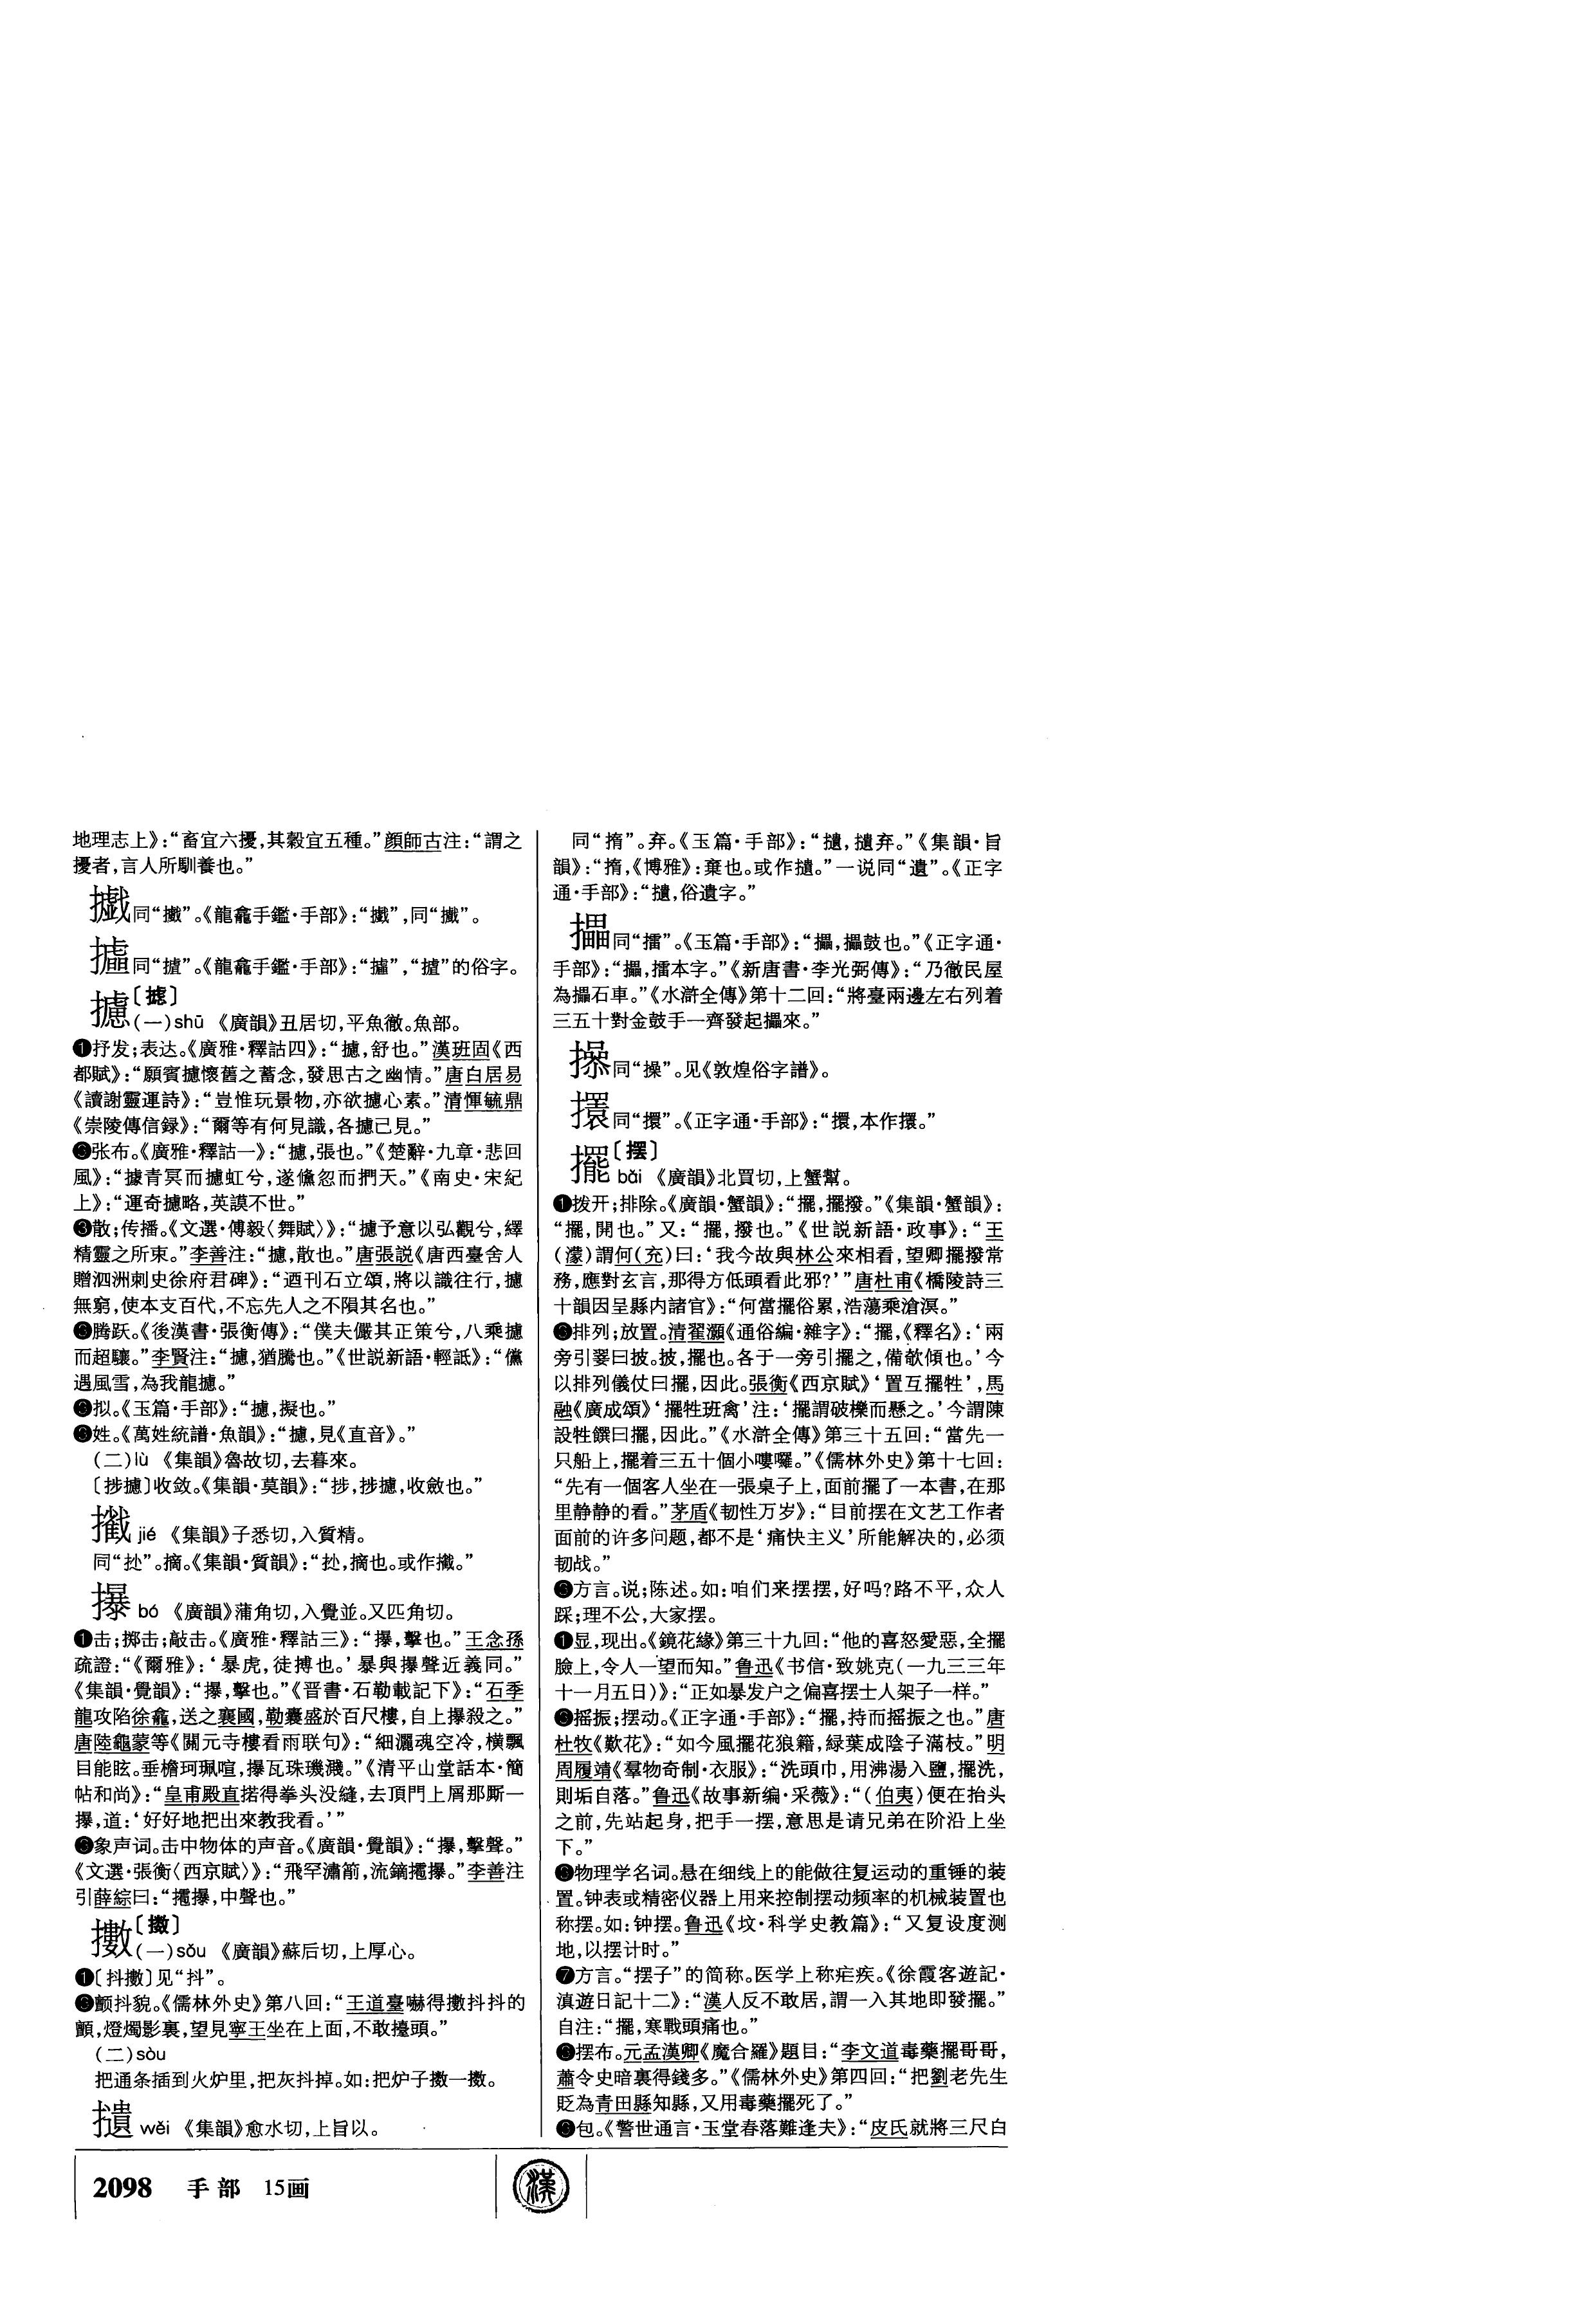 地理志上》:“畜宜六擾,其穀宜五種。”顔師古注:“謂之
擾者,言人所馴養也。”
同“㩥”。《龍龕手鑑·手部》:
同“摣”。《龍龕手鑑·手部》:“㩗”,“摣”的俗字。
攄〔摅〕
(一)shū 《廣韻》丑居切,平魚徹。魚部。
❶抒发;表达。《廣雅·釋詁四》:“攄,舒也。”漢班固《西
都賦》:“願賓攄懷舊之蓄念,發思古之幽情。”唐白居易
《讀謝靈運詩》:“豈惟玩景物,亦欲攄心素。”清惲毓鼎
《崇陵傳信録》:“爾等有何見識,各攄己見。”
❷张布。《廣雅·釋詁一》:“攄,張也。”《楚辭·九章·悲回
風》:“據青冥而攄虹兮,遂儵忽而捫天。”《南史·宋紀
上》:“運奇攄略,英謨不世。”
❸散;传播。《文選·傅毅〈舞賦〉》:“攄予意以弘觀兮,繹
精靈之所束。”李善注:“攄,散也。”唐張説《唐西臺舍人
贈泗洲刺史徐府君碑》:“迺刊石立頌,將以識往行,攄
無窮,使本支百代,不忘先人之不隕其名也。”
❹腾跃。《後漢書·張衡傳》:“僕夫儼其正策兮,八乘攄
而超驤。”李賢注:“攄,猶騰也。”《世説新語·輕詆》:“儻
遇風雪,為我龍攄。”
❺拟。《玉篇·手部》:“攄,擬也。”
❻姓。《萬姓統譜·魚韻》:“攄,見《直音》。”
(二)lù 《集韻》魯故切,去暮來。
〔捗攄〕收敛。《集韻·莫韻》:“捗,捗攄,收斂也。”
擮 jié 《集韻》子悉切,入質精。
同“㧗”。摘。《集韻·質韻》:“㧗,摘也。或作擮。”
㩧 bó 《廣韻》蒲角切,入覺並。又匹角切。
❶击;掷击;敲击。《廣雅·釋詁三》:“㩧,擊也。”王念孫
疏證:“《爾雅》:‘暴虎,徒搏也。’暴與㩧聲近義同。”
《集韻·覺韻》:“㩧,擊也。”《晋書·石勒載記下》:“石季
龍攻陷徐龕,送之襄國,勒囊盛於百尺樓,自上㩧殺之。”
唐陸龜蒙等《開元寺樓看雨联句》:“細灑魂空冷,横飄
目能眩。垂檐珂珮喧,㩧瓦珠璣濺。”《清平山堂話本·簡
帖和尚》:“皇甫殿直掿得拳头没縫,去頂門上屑那厮一
㩧,道:‘好好地把出來教我看。’”
❷象声词。击中物体的声音。《廣韻·覺韻》:“㩧,擊聲。”
《文選·張衡〈西京賦〉》:“飛罕潚箾,流鏑㩧。”李善注
引薛綜曰:“㩧,中聲也。”
擻〔擞〕
(一)sǒu 《廣韻》蘇后切,上厚心。
❶〔抖擻〕见“抖”。
❷颤抖貌。《儒林外史》第八回:“王道臺嚇得擻抖抖的
顫,燈燭影裏,望見寧王坐在上面,不敢擡頭。”
(二)sòu
把通条插到火炉里,把灰抖掉。如:把炉子擞一擞。
㩯 wěi 《集韻》愈水切,上旨以。
同“撱”。弃。《玉篇·手部》:“㩯,㩯弃。”《集韻·旨
韻》:“撱,《博雅》:棄也。或作㩯。”一说同“遺”。《正字
通·手部》:“㩯,俗遺字。”
攂同“擂”。《玉篇·手部》:“攂,攂鼓也。”《正字通·
手部》:“攂,擂本字。”《新唐書·李光弼傳》:“乃徹民屋
為攂石車。”《水滸全傳》第十二回:“將臺兩邊左右列着
三五十對金鼓手一齊發起攂來。”
同“操”。见《敦煌俗字譜》。
同“擐”。《正字通·手部》:
擺〔摆〕
bǎi 《廣韻》北買切,上蟹幫。
❶拨开;排除。《廣韻·蟹韻》:“擺,擺撥。”《集韻·蟹韻》:
“擺,開也。”又:“擺,撥也。”《世説新語·政事》:“王
(濛)謂何(充)曰:‘我今故與林公來相看,望卿擺撥常
務,應對玄言,那得方低頭看此邪?’”唐杜甫《橋陵詩三
十韻因呈縣内諸官》:“何當擺俗累,浩蕩乘滄溟。”
❷排列;放置。清翟灝《通俗編·雜字》:“擺,《釋名》:‘兩
旁引翣曰披。披,擺也。各于一旁引擺之,備欹傾也。’今
以排列儀仗曰擺,因此。張衡《西京賦》‘置互擺牲’,馬
融《廣成頌》‘擺牲班禽’注:‘擺謂破磔而懸之。’今謂陳
設牲饌曰擺,因此。”《水滸全傳》第三十五回:“當先一
只船上,擺着三五十個小嘍囉。”《儒林外史》第十七回:
“先有一個客人坐在一張桌子上,面前擺了一本書,在那
里静静的看。”茅盾《韧性万岁》:“目前摆在文艺工作者
面前的许多问题,都不是‘痛快主义’所能解决的,必须
韧战。”
❸方言。说;陈述。如:咱们来摆摆,好吗?路不平,众人
踩;理不公,大家摆。
❹显,现出。《鏡花緣》第三十九回:“他的喜怒愛惡,全擺
臉上,令人一望而知。”鲁迅《书信·致姚克(一九三三年
十一月五日)》:“正如暴发户之偏喜摆士人架子一样。”
❺摇振;摆动。《正字通·手部》:“擺,持而摇振之也。”唐
杜牧《歎花》:“如今風擺花狼籍,緑葉成陰子滿枝。”明
周履靖《羣物奇制·衣服》:“洗頭巾,用沸湯入鹽,擺洗,
則垢自落。”鲁迅《故事新编·采薇》:“(伯夷)便在抬头
之前,先站起身,把手一摆,意思是请兄弟在阶沿上坐
下。”
❻物理学名词。悬在细线上的能做往复运动的重锤的装
置。钟表或精密仪器上用来控制摆动频率的机械装置也
称摆。如:钟摆。鲁迅《坟·科学史教篇》:“又复设度测
地,以摆计时。”
❼方言。“摆子”的简称。医学上称疟疾。《徐霞客遊記·
滇遊日記十二》:“漢人反不敢居,謂一入其地即發擺。”
自注:“擺,寒戰頭痛也。”
❽摆布。元孟漢卿《魔合羅》題目:“李文道毒藥擺哥哥,
蕭令史暗裏得錢多。”《儒林外史》第四回:“把劉老先生
貶為青田縣知縣,又用毒藥擺死了。”
❾包。《警世通言·玉堂春落難逢夫》:“皮氏就將三尺白
2098 手部 15画
漢